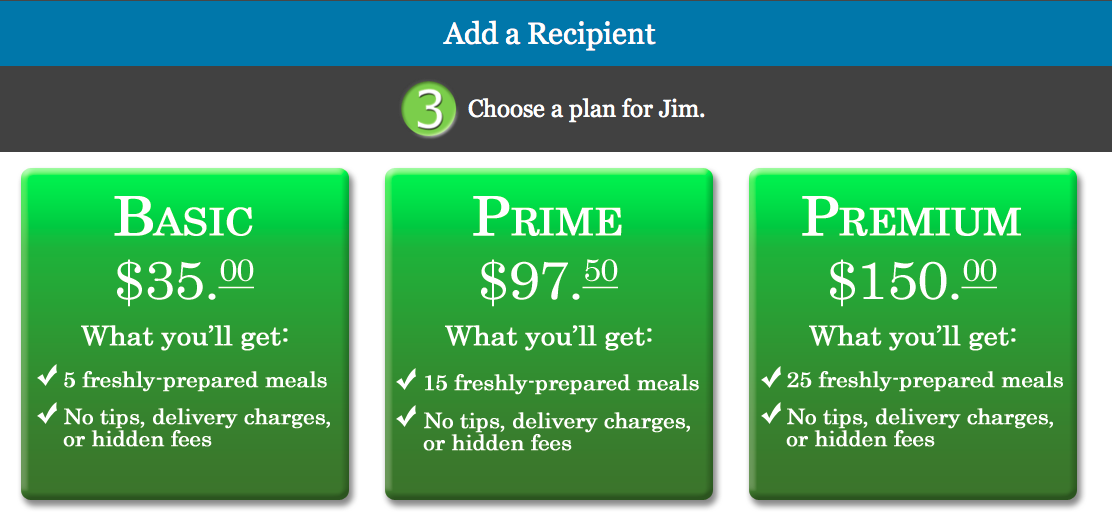 Add a Recipient
3 Choose a plan for Jim.
Basic
$35.00
What you’ll get:
5 freshly-prepared meals
No tips, delivery charges,
or hidden fees
Prime
$97.50
What you’ll get:
15 freshly-prepared meals
No tips, delivery charges,
or hidden fees
Premium
$150.00
What you’ll get:
25 freshly-prepared meals
No tips, delivery charges,
or hidden fees